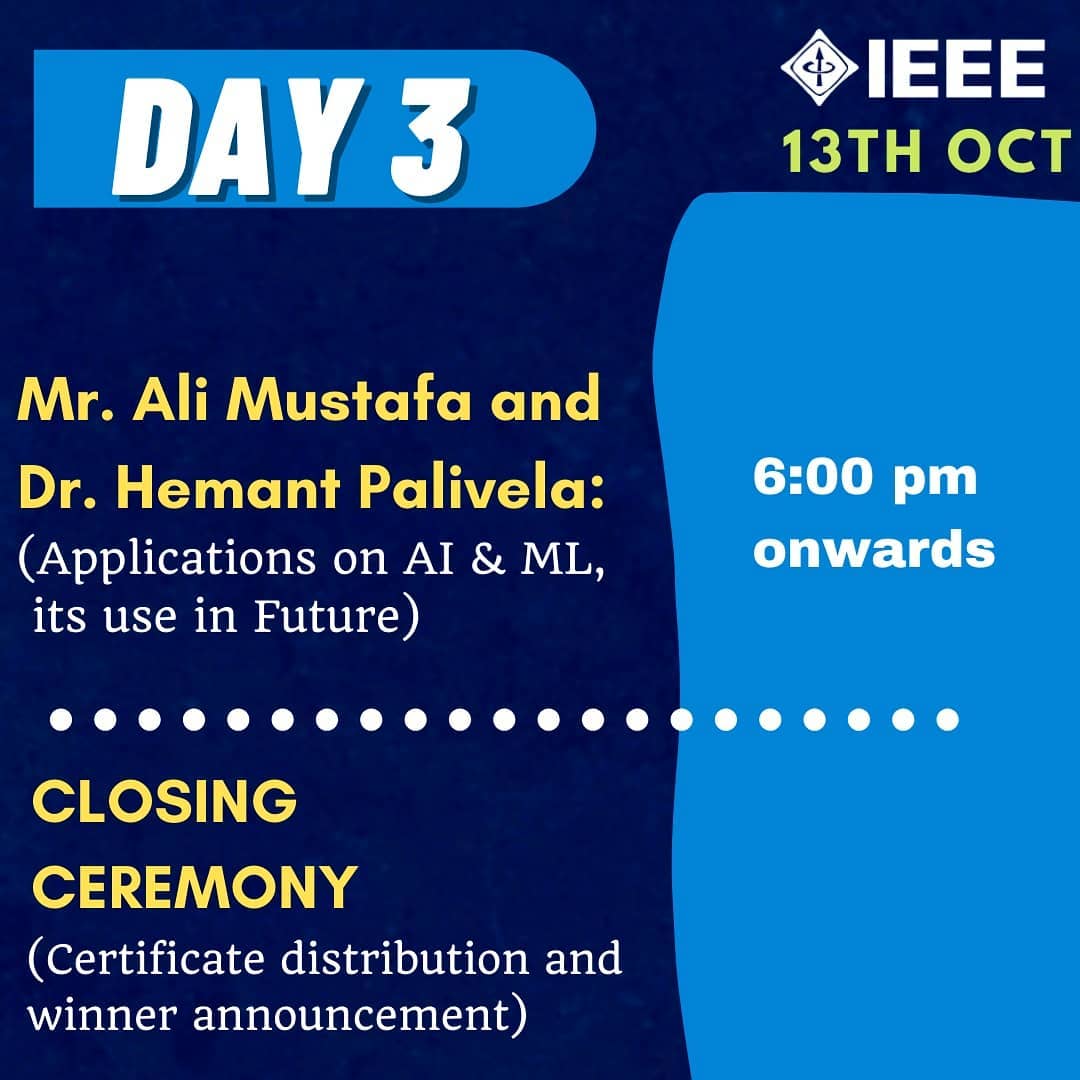 DAY 3
IEEE
13TH OCT
Mr. Ali Mustafa and
Dr. Hemant Palivela:
(Applications on AI & ML,
its use in Future)
6:00 pm
onwards
CLOSING
CEREMONY
(Certificate distribution and
winner announcement)